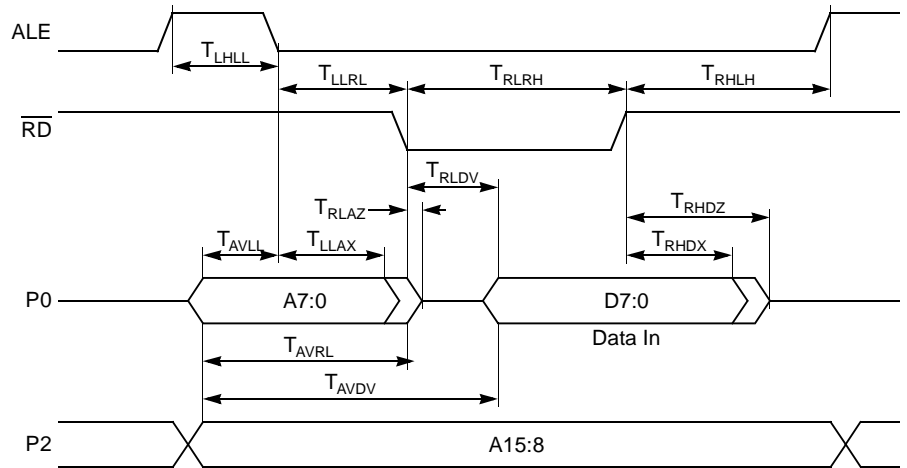 ALE
T_LHLL
T_LLRL T_RLRH T_RHLH
RD
T_RLDV
T_RLAZ T_RHDZ
T_AVLL T_LLAX T_RHDX
P0 A7:0 D7:0
Data In
T_AVRL
T_AVDV
P2 A15:8